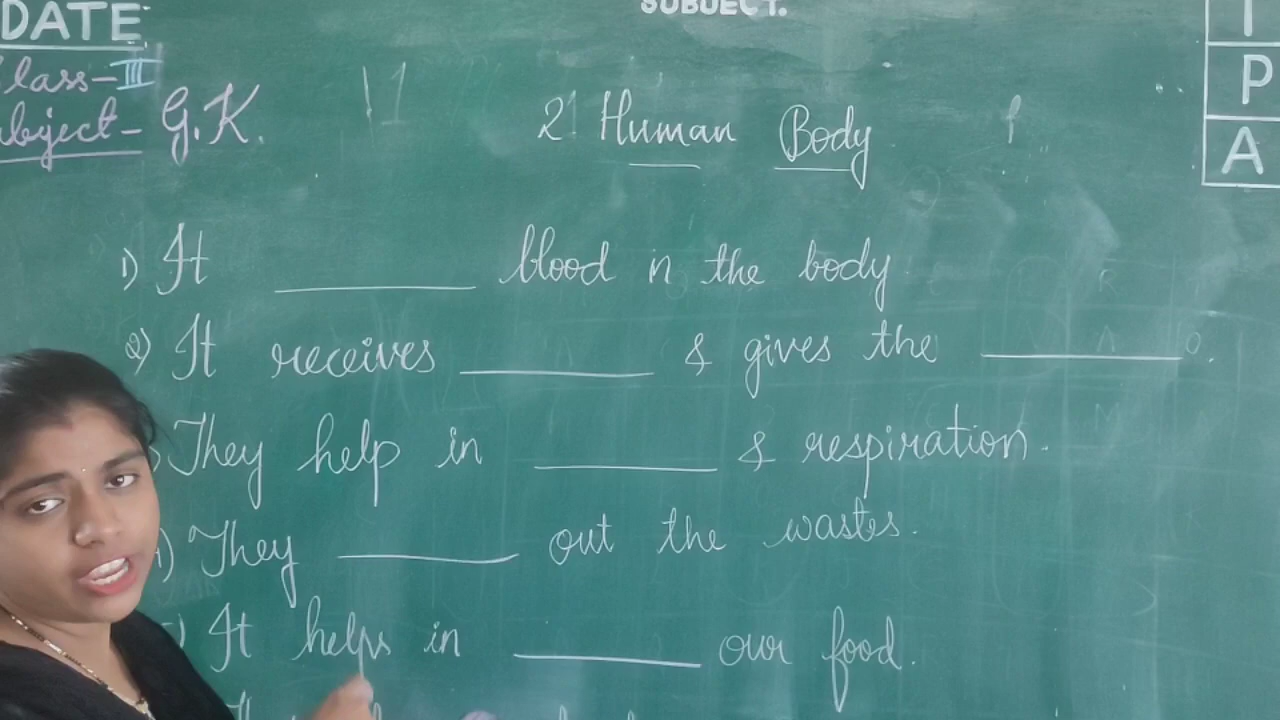 DATE
SUBJECT.
T
P
A
Class - III
Subject - G.K.
2 Human Body
1) It ________ blood in the body
2) It receives ________ & gives the ________.
They help in ________ & respiration.
They ________ out the wastes.
It helps in ________ our food.